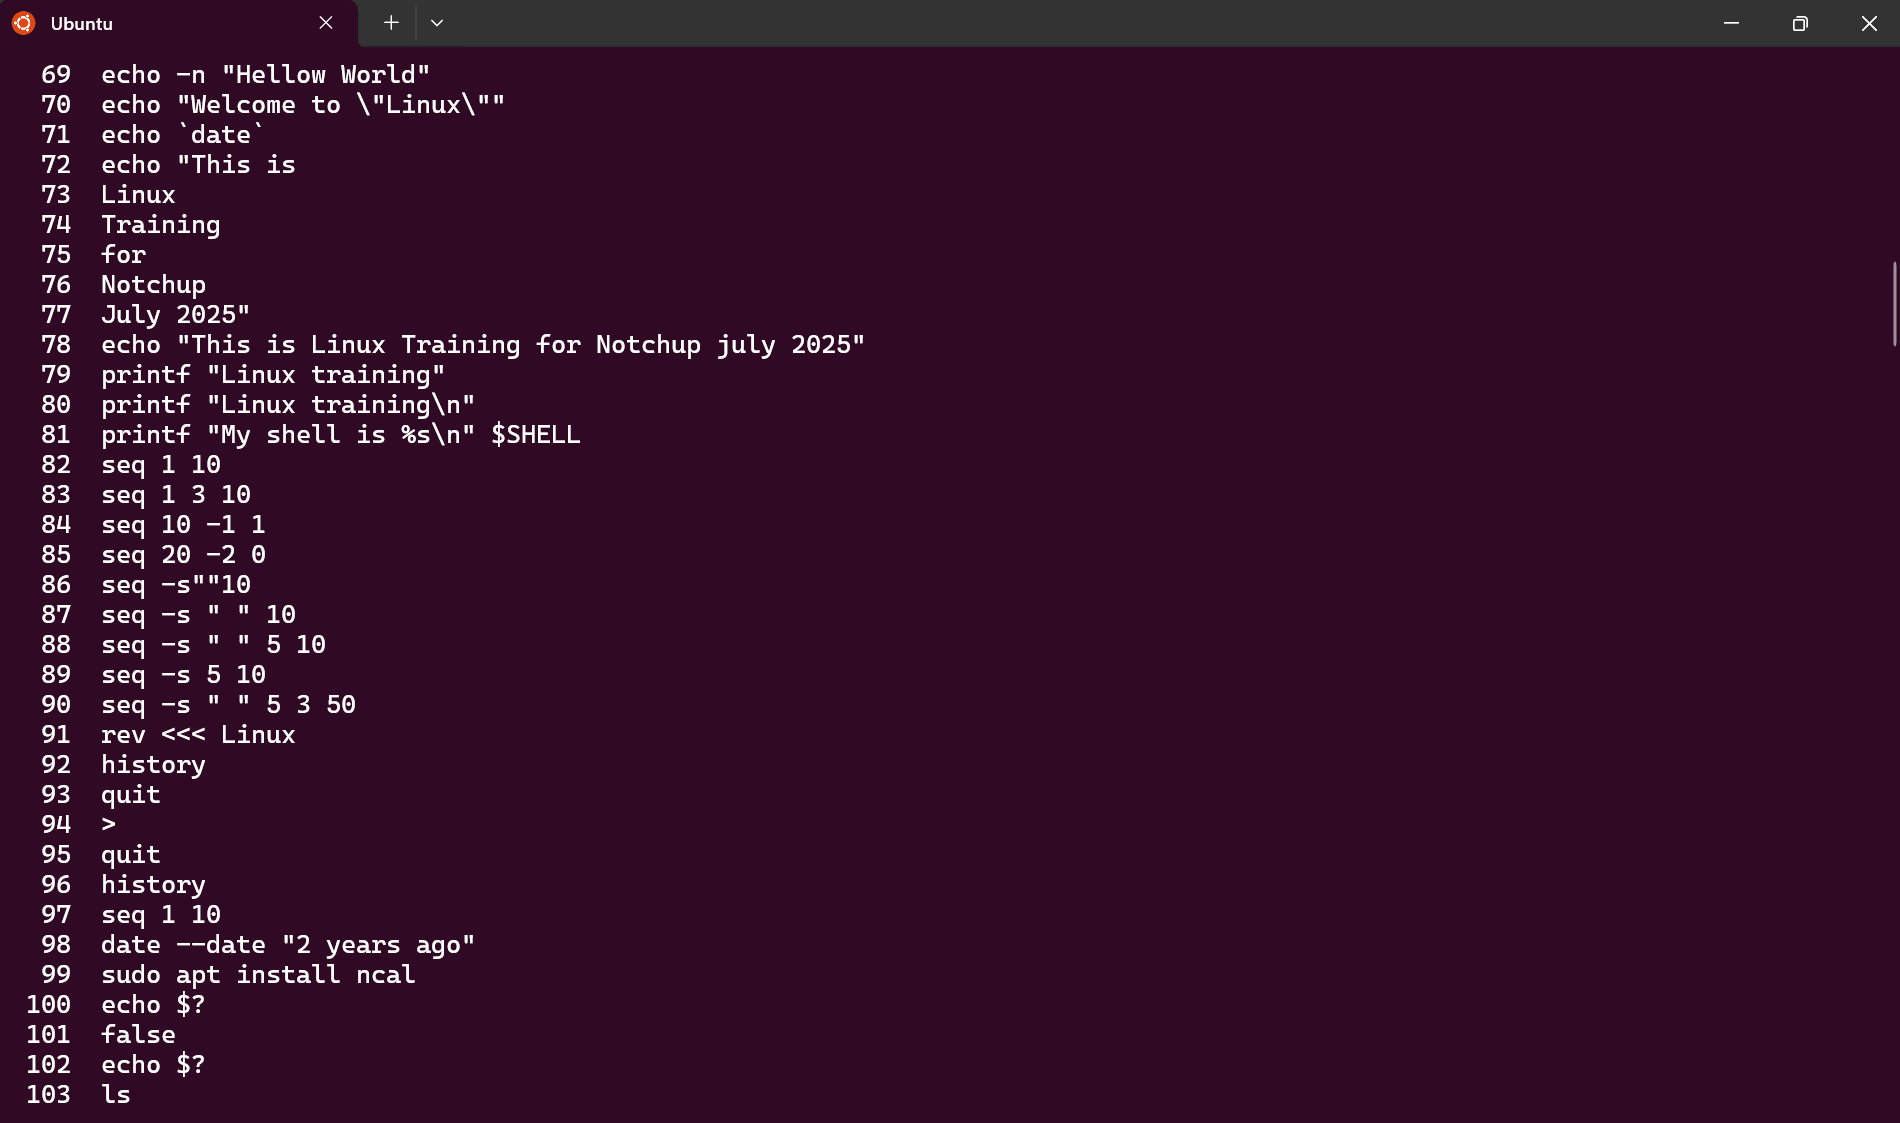 Ubuntu
69 echo -n "Hellow World"
70 echo "Welcome to \"Linux\""
71 echo `date`
72 echo "This is
73 Linux
74 Training
75 for
76 Notchup
77 July 2025"
78 echo "This is Linux Training for Notchup july 2025"
79 printf "Linux training"
80 printf "Linux training\n"
81 printf "My shell is %s\n" $SHELL
82 seq 1 10
83 seq 1 3 10
84 seq 10 -1 1
85 seq 20 -2 0
86 seq -s""10
87 seq -s " " 10
88 seq -s " " 5 10
89 seq -s 5 10
90 seq -s " " 5 3 50
91 rev <<< Linux
92 history
93 quit
94 >
95 quit
96 history
97 seq 1 10
98 date --date "2 years ago"
99 sudo apt install ncal
100 echo $?
101 false
102 echo $?
103 ls